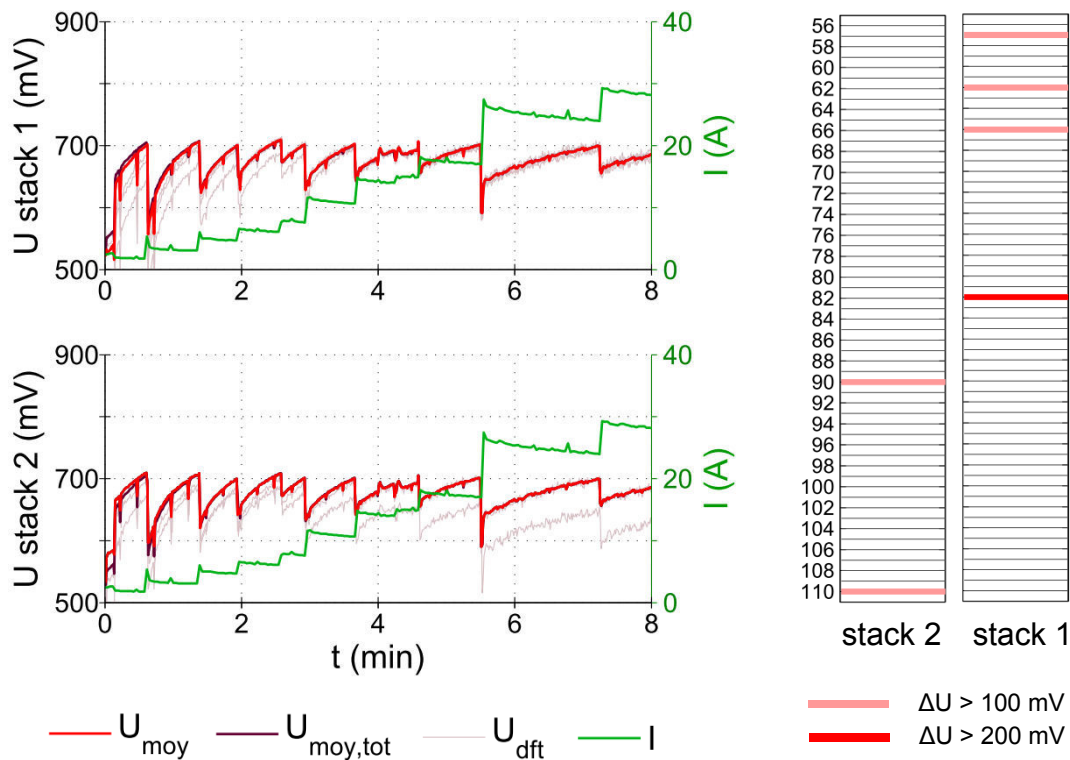 900
700
500
U stack 1 (mV)
40
20
0
I (A)
0 2 4 6 8
900
700
500
U stack 2 (mV)
40
20
0
I (A)
0 2 4 6 8
t (min)
U moy
U moy,tot
U dft
I
56
58
60
62
64
66
68
70
72
74
76
78
80
82
84
86
88
90
92
94
96
98
100
102
104
106
108
110
stack 2 stack 1
ΔU > 100 mV
ΔU > 200 mV